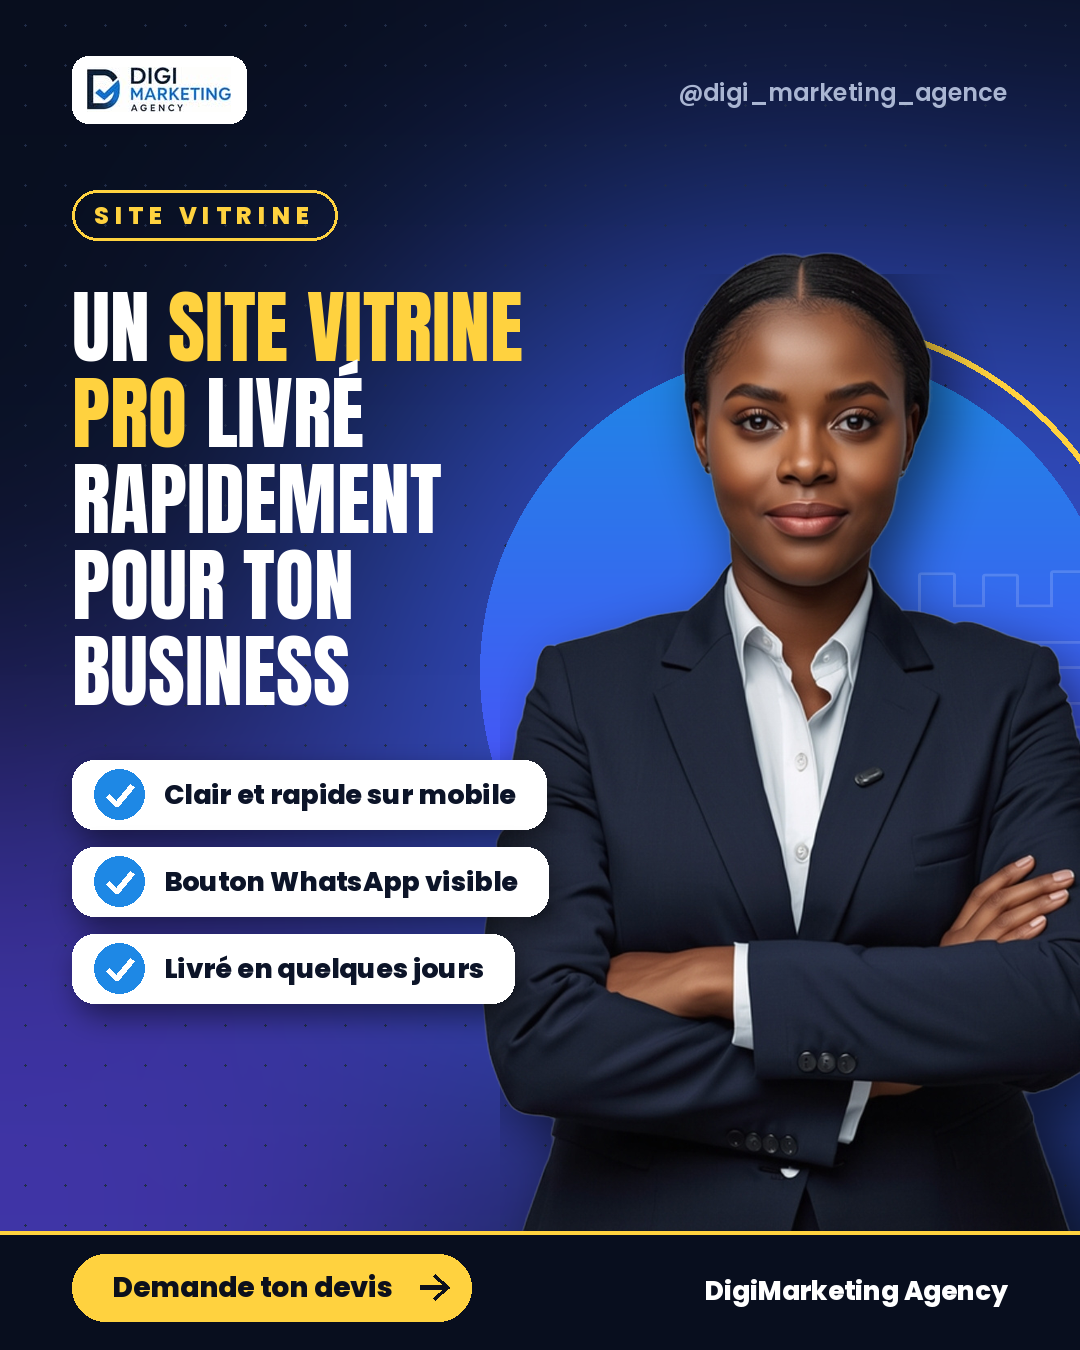 DIGI
MARKETING
AGENCY
@digi_marketing_agence
SITE VITRINE
UN SITE VITRINE
PRO LIVRÉ
RAPIDEMENT
POUR TON
BUSINESS
Clair et rapide sur mobile
Bouton WhatsApp visible
Livré en quelques jours
Demande ton devis
DigiMarketing Agency